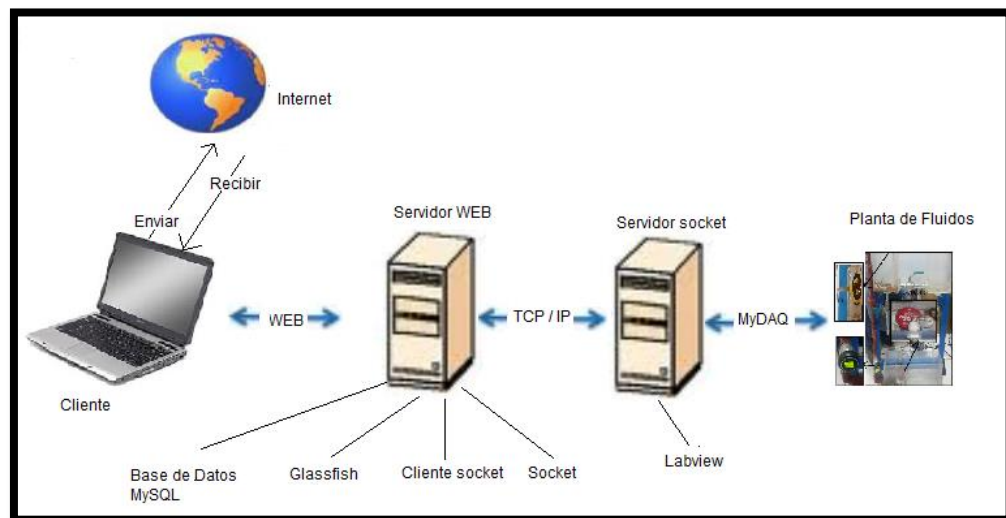 Internet
Recibir
Enviar
Servidor WEB
Servidor socket
Planta de Fluidos
WEB
TCP / IP
MyDAQ
Cliente
Base de Datos
MySQL
Glassfish
Cliente socket
Socket
Labview